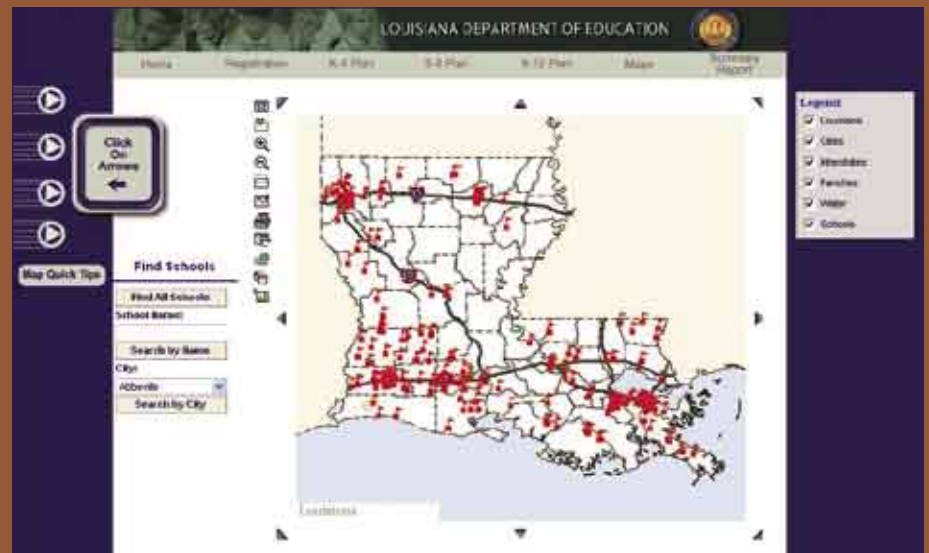 LOUISIANA DEPARTMENT OF EDUCATION
Home
Registration
K-4 Plan
5-8 Plan
9-12 Plan
Maps
Summary
Report
Click
On
Arrows
Map Quick Tips
Find Schools
Find All Schools
School Name:
Search by Name
City:
Abbeville
Search by City
Louisiana
Legend
Cities
Interstates
Parishes
Water
Schools